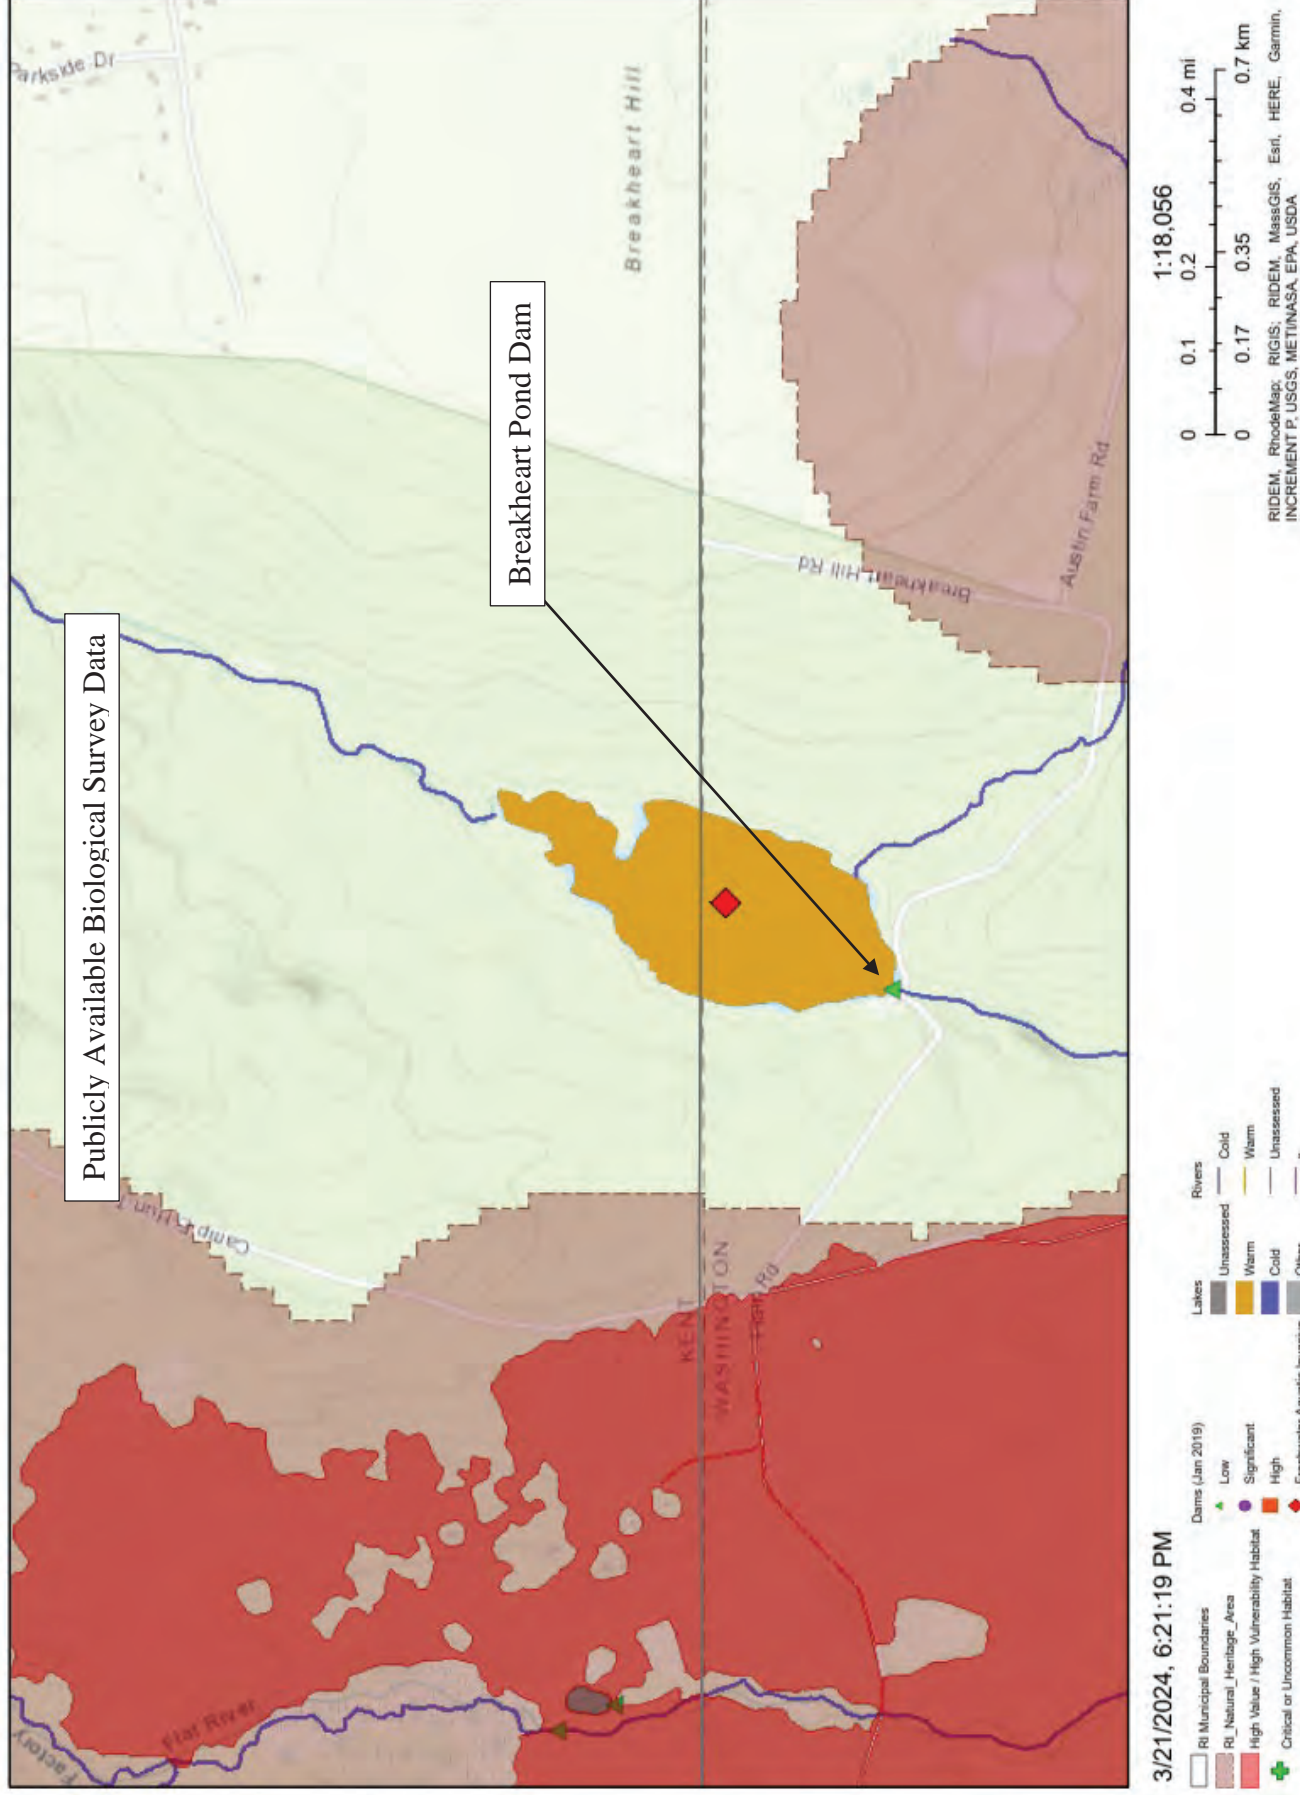 Publicly Available Biological Survey Data
Breakheart Pond Dam
Parkside Dr
Breakheart Hill
Breakheart Hill Rd
Austin Farm Rd
Camp E Hun T
KENT
WASHINGTON
Rd
Flat River
Factory
3/21/2024, 6:21:19 PM
1:18,056
0 0.1 0.2 0.4 mi
0 0.17 0.35 0.7 km
RI Municipal Boundaries
RI_Natural_Heritage_Area
High Value / High Vulnerability Habitat
Critical or Uncommon Habitat
Dams (Jan 2019)
Low
Significant
High
Lakes
Unassessed
Warm
Cold
Rivers
Cold
Warm
Unassessed
RIDEM, RhodeMap; RIGIS; RIDEM, MassGIS, Esri, HERE, Garmin,
INCREMENT P, USGS, METI/NASA, EPA, USDA